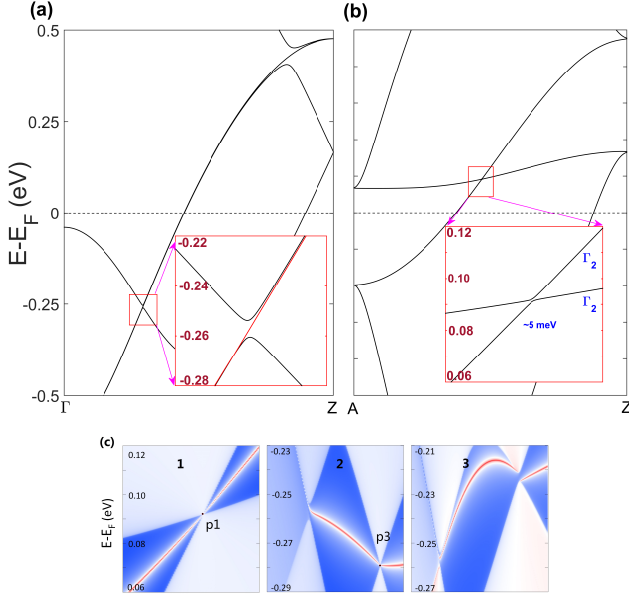 (a)
(b)
E-E_F (eV)
0.5
0.25
0
-0.25
-0.5
Γ
Z
-0.22
-0.24
-0.26
-0.28
A
Z
0.12
0.10
0.08
0.06
Γ₂
Γ₂
~5 meV
(c)
E-E_F (eV)
0.12
0.10
0.08
0.06
1
p1
-0.23
-0.25
-0.27
-0.29
2
p3
-0.21
-0.23
-0.25
-0.27
3